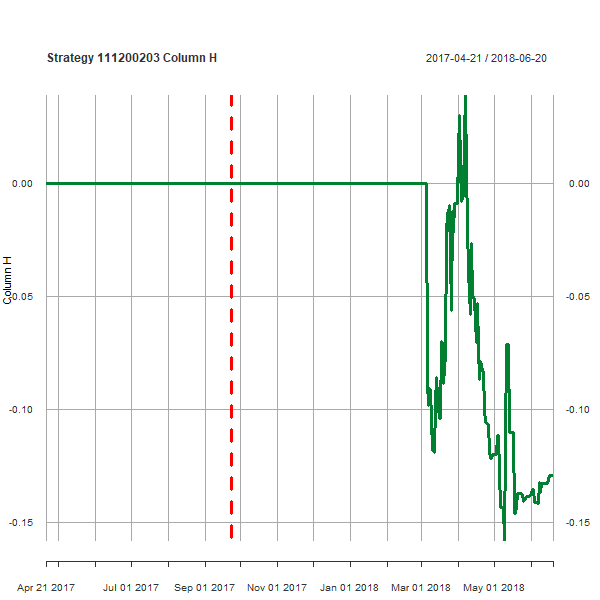 Strategy 111200203 Column H
2017-04-21 / 2018-06-20
0.00 0.00
Column H
-0.05 -0.05
-0.10 -0.10
-0.15 -0.15
Apr 21 2017 Jul 01 2017 Sep 01 2017 Nov 01 2017 Jan 01 2018 Mar 01 2018 May 01 2018